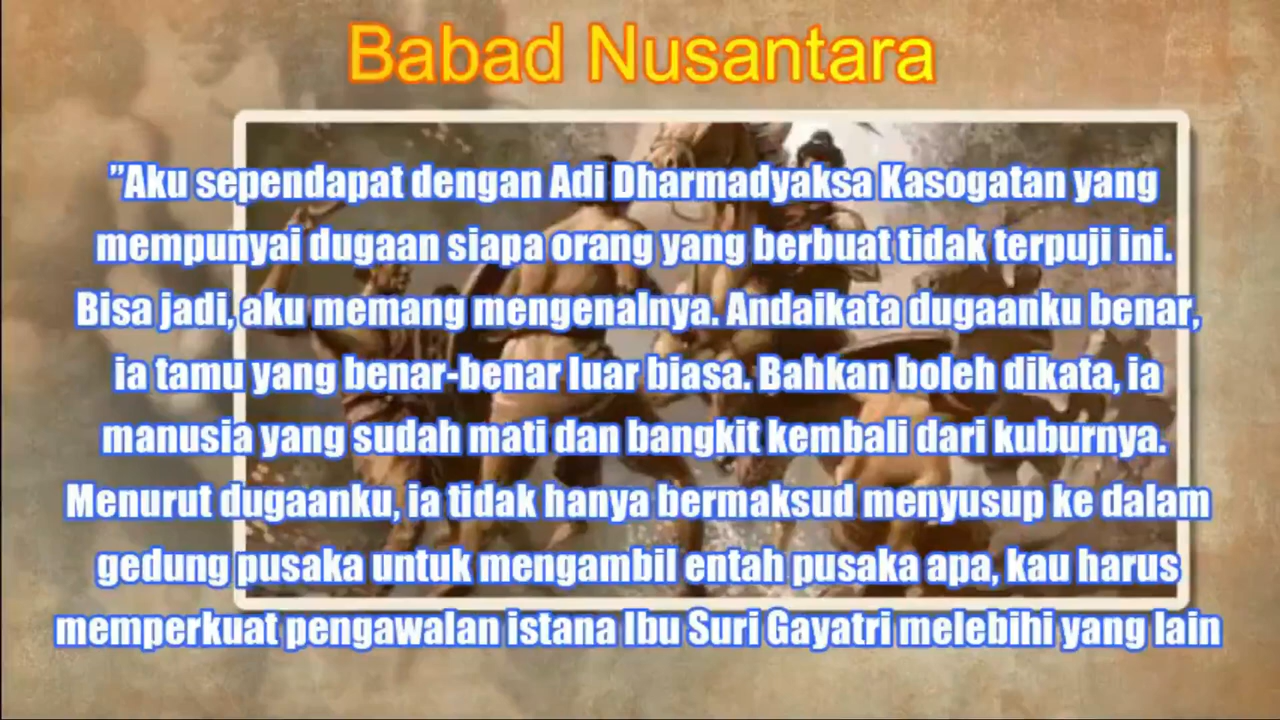 Babad Nusantara
”Aku sependapat dengan Adi Dharmadyaksa Kasogatan yang
mempunyai dugaan siapa orang yang berbuat tidak terpuji ini.
Bisa jadi, aku memang mengenalnya. Andaikata dugaanku benar,
ia tamu yang benar-benar luar biasa. Bahkan boleh dikata, ia
manusia yang sudah mati dan bangkit kembali dari kuburnya.
Menurut dugaanku, ia tidak hanya bermaksud menyusup ke dalam
gedung pusaka untuk mengambil entah pusaka apa, kau harus
memperkuat pengawalan istana Ibu Suri Gayatri melebihi yang lain